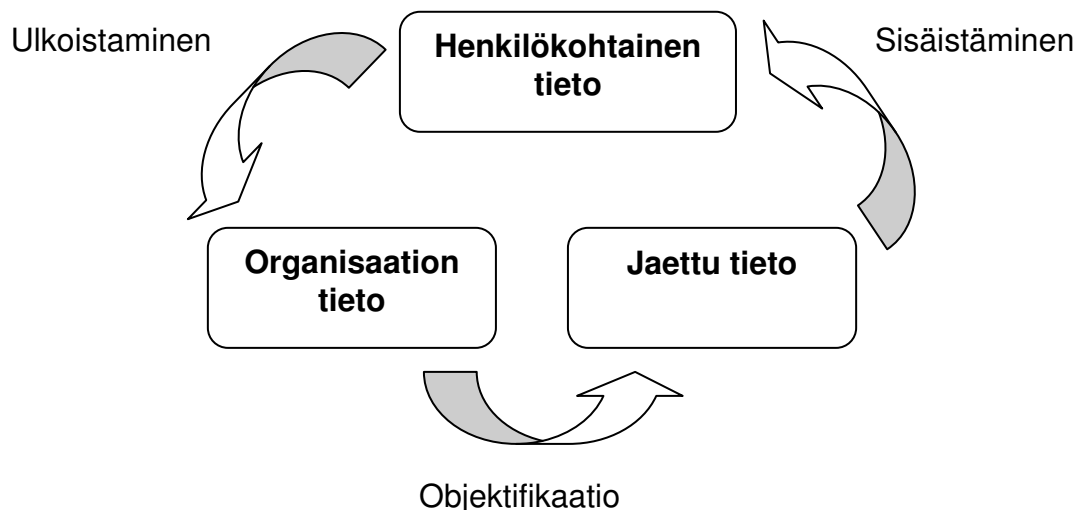 Ulkoistaminen
Henkilökohtainen
tieto
Sisäistäminen
Organisaation
tieto
Jaettu tieto
Objektifikaatio